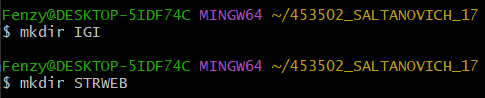 Fenzy@DESKTOP-5IDF74C MINGW64 ~/453502_SALTANOVICH_17
$ mkdir IGI
Fenzy@DESKTOP-5IDF74C MINGW64 ~/453502_SALTANOVICH_17
$ mkdir STRWEB